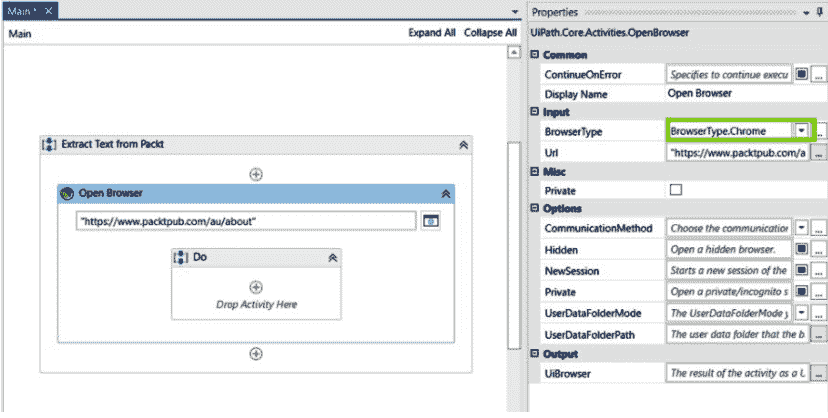 Main *
Main
Expand All Collapse All
Extract Text from Packt
Open Browser
"https://www.packtpub.com/au/about"
Do
Drop Activity Here
Properties
UiPath.Core.Activities.OpenBrowser
Common
ContinueOnError Specifies to continue execu
Display Name Open Browser
Input
BrowserType BrowserType.Chrome
Url "https://www.packtpub.com/a
Misc
Private
Options
CommunicationMethod Choose the communication
Hidden Open a hidden browser.
NewSession Starts a new session of the
Private Open a private/incognito s
UserDataFolderMode The UserDataFolderMode y
UserDataFolderPath The user data folder that the b
Output
UiBrowser The result of the activity as a U